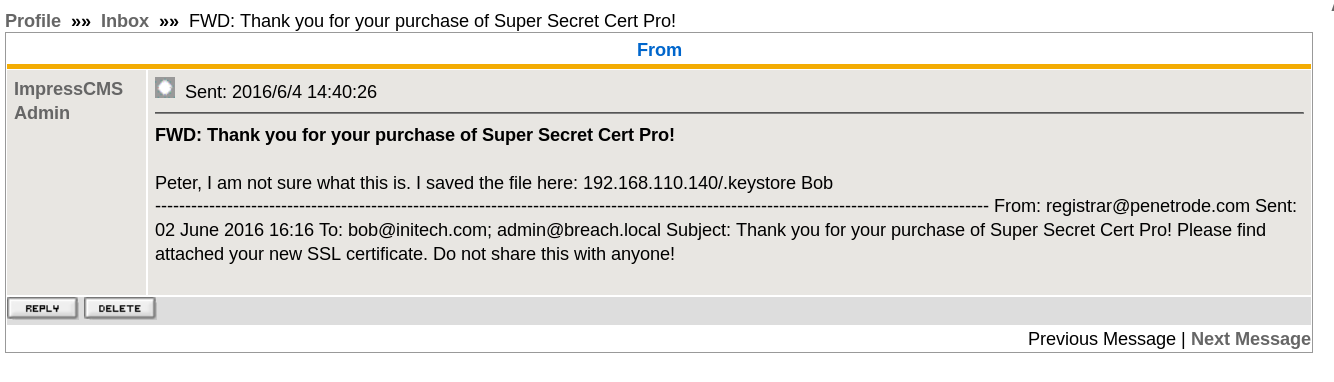 Profile »» Inbox »» FWD: Thank you for your purchase of Super Secret Cert Pro!
From
ImpressCMS
Admin
Sent: 2016/6/4 14:40:26
FWD: Thank you for your purchase of Super Secret Cert Pro!
Peter, I am not sure what this is. I saved the file here: 192.168.110.140/.keystore Bob
------------------------------------------------------------------------------------------------------------------------------------------- From: registrar@penetrode.com Sent:
02 June 2016 16:16 To: bob@initech.com; admin@breach.local Subject: Thank you for your purchase of Super Secret Cert Pro! Please find
attached your new SSL certificate. Do not share this with anyone!
REPLY DELETE
Previous Message | Next Message